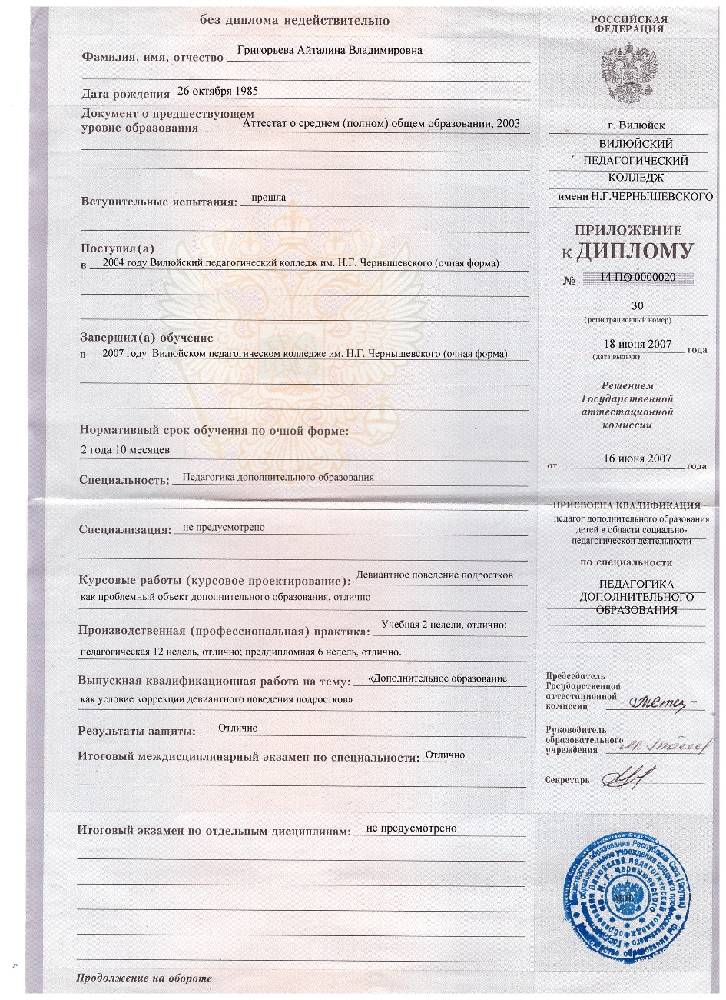 без диплома недействительно
Фамилия, имя, отчество Григорьева Айталина Владимировна
Дата рождения 26 октября 1985
Документ о предшествующем
уровне образования Аттестат о среднем (полном) общем образовании, 2003
Вступительные испытания: прошла
Поступил(а)
в 2004 году Вилюйский педагогический колледж им. Н.Г. Чернышевского (очная форма)
Завершил(а) обучение
в 2007 году Вилюйском педагогическом колледже им. Н.Г. Чернышевского (очная форма)
Нормативный срок обучения по очной форме:
2 года 10 месяцев
Специальность: Педагогика дополнительного образования
Специализация: не предусмотрено
Курсовые работы (курсовое проектирование): Девиантное поведение подростков
как проблемный объект дополнительного образования, отлично
Производственная (профессиональная) практика: Учебная 2 недели, отлично;
педагогическая 12 недель, отлично; преддипломная 6 недель, отлично.
Выпускная квалификационная работа на тему: «Дополнительное образование
как условие коррекции девиантного поведения подростков»
Результаты защиты: Отлично
Итоговый междисциплинарный экзамен по специальности: Отлично
Итоговый экзамен по отдельным дисциплинам: не предусмотрено
Продолжение на обороте
РОССИЙСКАЯ
ФЕДЕРАЦИЯ
г. Вилюйск
ВИЛЮЙСКИЙ
ПЕДАГОГИЧЕСКИЙ
КОЛЛЕДЖ
имени Н.Г.ЧЕРНЫШЕВСКОГО
ПРИЛОЖЕНИЕ
к ДИПЛОМУ
№ 14 ПО 0000020
30
(регистрационный номер)
18 июня 2007 года
(дата выдачи)
Решением
Государственной
аттестационной
комиссии
от 16 июня 2007 года
ПРИСВОЕНА КВАЛИФИКАЦИЯ
педагог дополнительного образования
детей в области социально-
педагогической деятельности
по специальности
ПЕДАГОГИКА
ДОПОЛНИТЕЛЬНОГО
ОБРАЗОВАНИЯ
Председатель
Государственной
аттестационной
комиссии
Руководитель
образовательного
учреждения
Секретарь
Министерство образования Республики Саха (Якутия)
М.П.